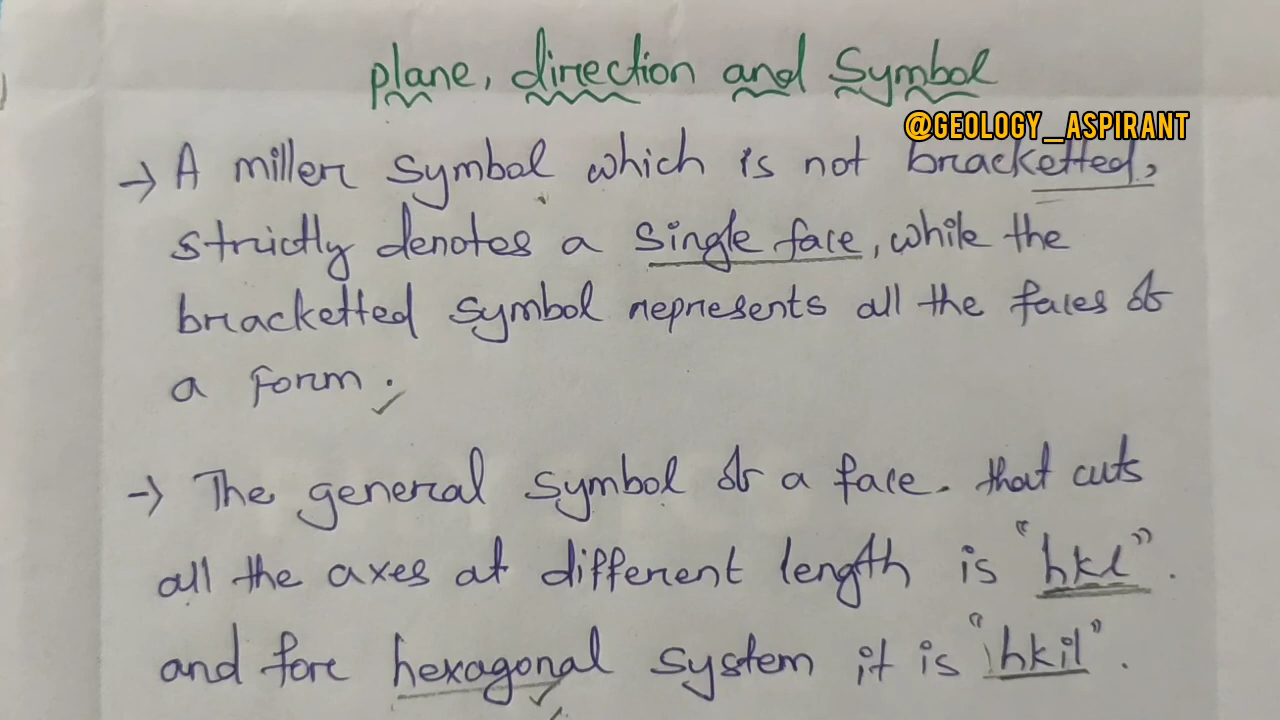 plane, direction and Symbol
@GEOLOGY_ASPIRANT
→ A miller symbol which is not bracketted,
strictly denotes a single face, while the
bracketted symbol represents all the faces of
a form.
→ The general symbol of a face. that cuts
all the axes at different length is "hkl".
and fore hexagonal system it is "hkil".